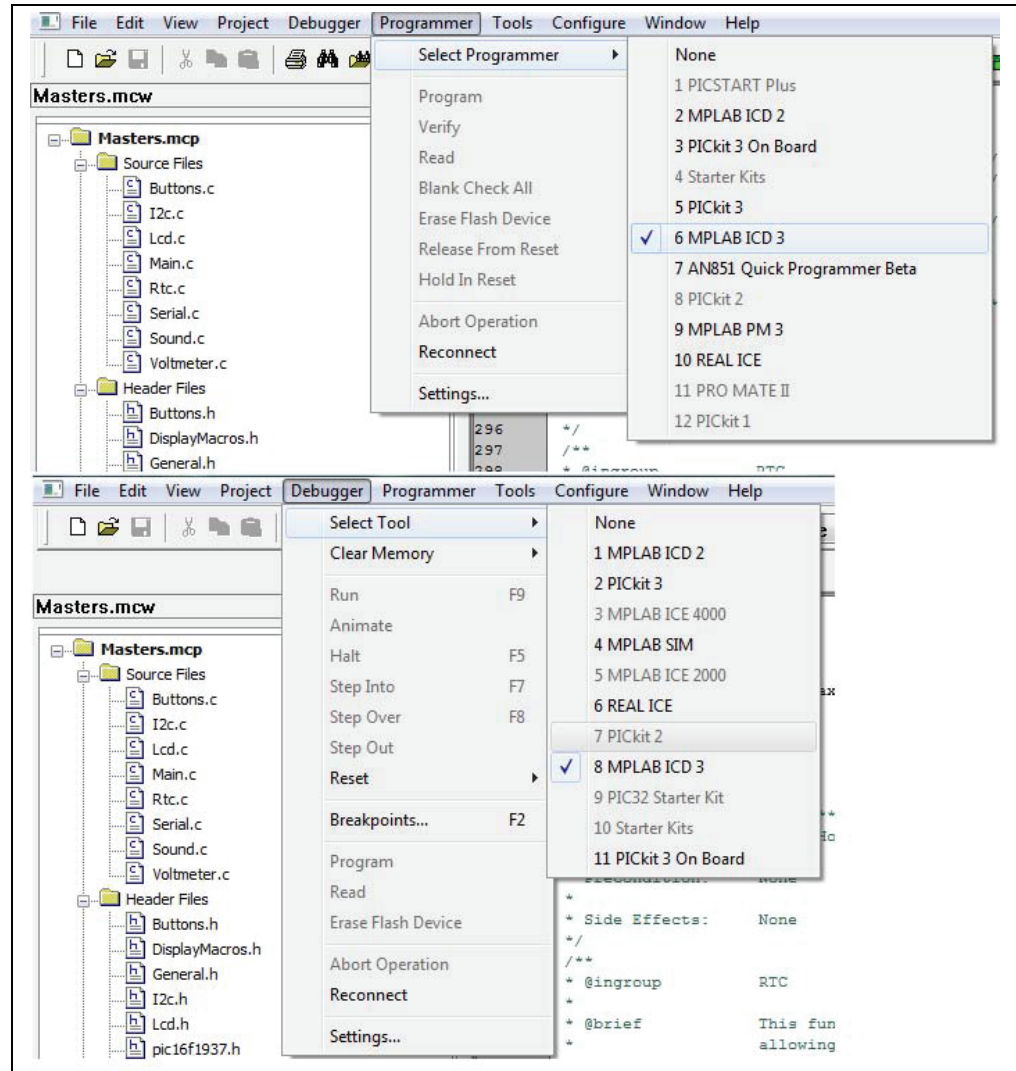 File Edit View Project Debugger Programmer Tools Configure Window Help
Masters.mcw
Masters.mcp
Source Files
Buttons.c
I2c.c
Lcd.c
Main.c
Rtc.c
Serial.c
Sound.c
Voltmeter.c
Header Files
Buttons.h
DisplayMacros.h
General.h
Select Programmer
Program
Verify
Read
Blank Check All
Erase Flash Device
Release From Reset
Hold In Reset
Abort Operation
Reconnect
Settings...
None
1 PICSTART Plus
2 MPLAB ICD 2
3 PICkit 3 On Board
4 Starter Kits
5 PICkit 3
6 MPLAB ICD 3
7 AN851 Quick Programmer Beta
8 PICkit 2
9 MPLAB PM 3
10 REAL ICE
11 PRO MATE II
12 PICkit 1
296 */
297 /**
298 * @ingroup RTC
File Edit View Project Debugger Programmer Tools Configure Window Help
Masters.mcw
Masters.mcp
Source Files
Buttons.c
I2c.c
Lcd.c
Main.c
Rtc.c
Serial.c
Sound.c
Voltmeter.c
Header Files
Buttons.h
DisplayMacros.h
General.h
I2c.h
Lcd.h
pic16f1937.h
Select Tool
Clear Memory
Run F9
Animate
Halt F5
Step Into F7
Step Over F8
Step Out
Reset
Breakpoints... F2
Program
Read
Erase Flash Device
Abort Operation
Reconnect
Settings...
None
1 MPLAB ICD 2
2 PICkit 3
3 MPLAB ICE 4000
4 MPLAB SIM
5 MPLAB ICE 2000
6 REAL ICE
7 PICkit 2
8 MPLAB ICD 3
9 PIC32 Starter Kit
10 Starter Kits
11 PICkit 3 On Board
*
* Side Effects: None
*/
/**
* @ingroup RTC
*
* @brief This fun
* allowing